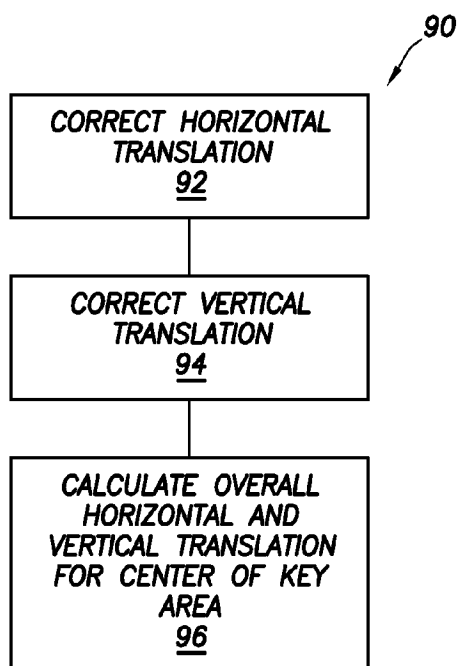 90
CORRECT HORIZONTAL
TRANSLATION
92
CORRECT VERTICAL
TRANSLATION
94
CALCULATE OVERALL
HORIZONTAL AND
VERTICAL TRANSLATION
FOR CENTER OF KEY
AREA
96